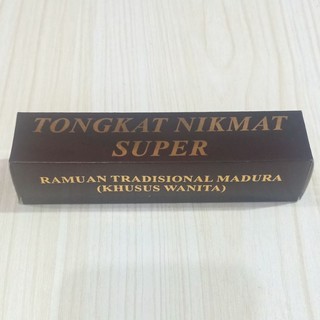 TONGKAT NIKMAT
SUPER
RAMUAN TRADISIONAL MADURA
(KHUSUS WANITA)